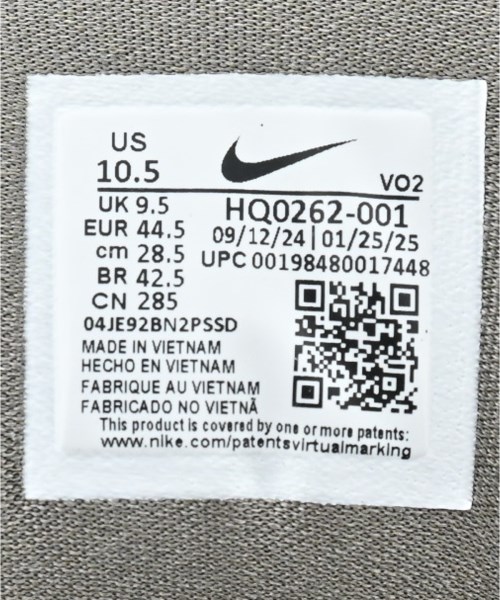 US
10.5
VO2
UK 9.5
HQ0262-001
EUR 44.5
09/12/24 | 01/25/25
cm 28.5
UPC 00198480017448
BR 42.5
CN 285
04JE92BN2PSSD
MADE IN VIETNAM
HECHO EN VIETNAM
FABRIQUE AU VIETNAM
FABRICADO NO VIETNÃ
This product is covered by one or more patents:
www.nike.com/patentsvirtualmarking